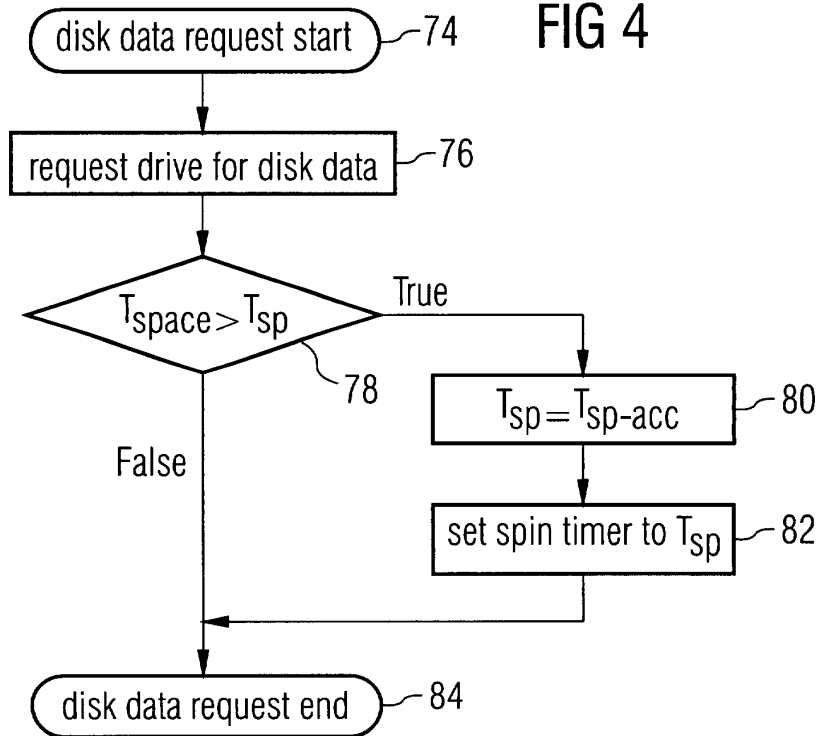 FIG 4
disk data request start
74
request drive for disk data
76
Tspace > Tsp
78
True
False
Tsp = Tsp-acc
80
set spin timer to Tsp
82
disk data request end
84